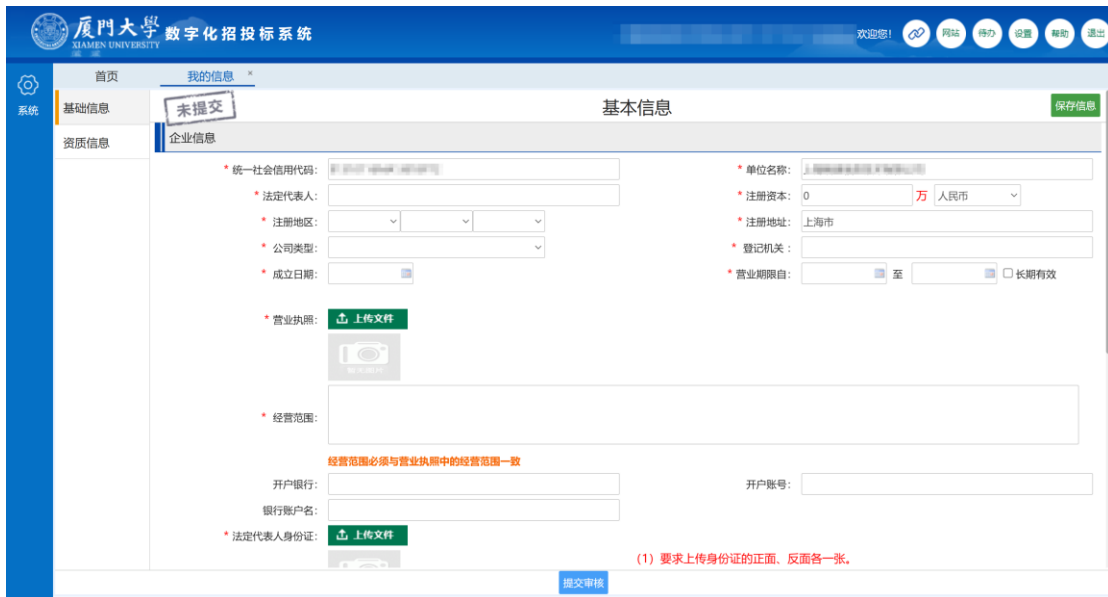 厦門大學 数字化招投标系统 欢迎您! 网站 待办 设置 帮助 退出
XIAMEN UNIVERSITY
首页 我的信息 ×
系统
基础信息
资质信息
未提交 基本信息 保存信息
企业信息
* 统一社会信用代码: * 单位名称:
* 法定代表人: * 注册资本: 0 万 人民币
* 注册地区: * 注册地址: 上海市
* 公司类型: * 登记机关 :
* 成立日期: * 营业期限自: 至 长期有效
* 营业执照: 上传文件
暂无图片
* 经营范围:
经营范围必须与营业执照中的经营范围一致
开户银行: 开户账号:
银行账户名:
* 法定代表人身份证: 上传文件
(1) 要求上传身份证的正面、反面各一张。
提交审核